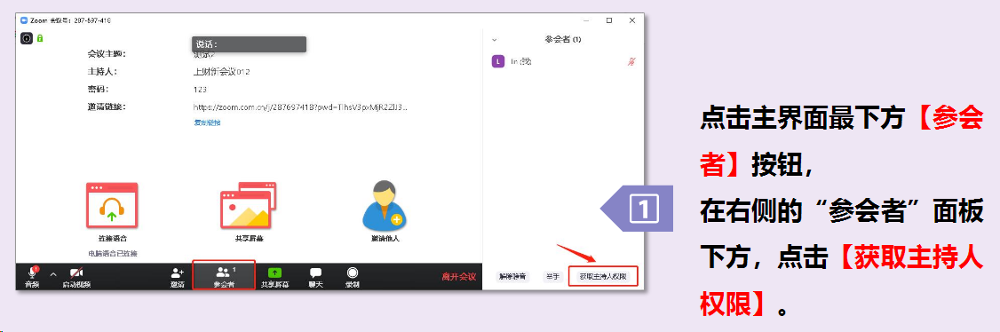 Zoom 会议号: 287-697-418
参会者 (1)
说话:
会议主题:
主持人: 上财新会议012
lin (我)
密码: 123
邀请链接: https://zoom.com.cn/j/287697418?pwd=
复制链接
连接语音
共享屏幕
邀请他人
电脑语音已连接
音频
启动视频
邀请
1
参会者
共享屏幕
聊天
录制
离开会议
解除静音
举手
获取主持人权限
1
点击主界面最下方【参会
者】按钮，
在右侧的“参会者”面板
下方，点击【获取主持人
权限】。